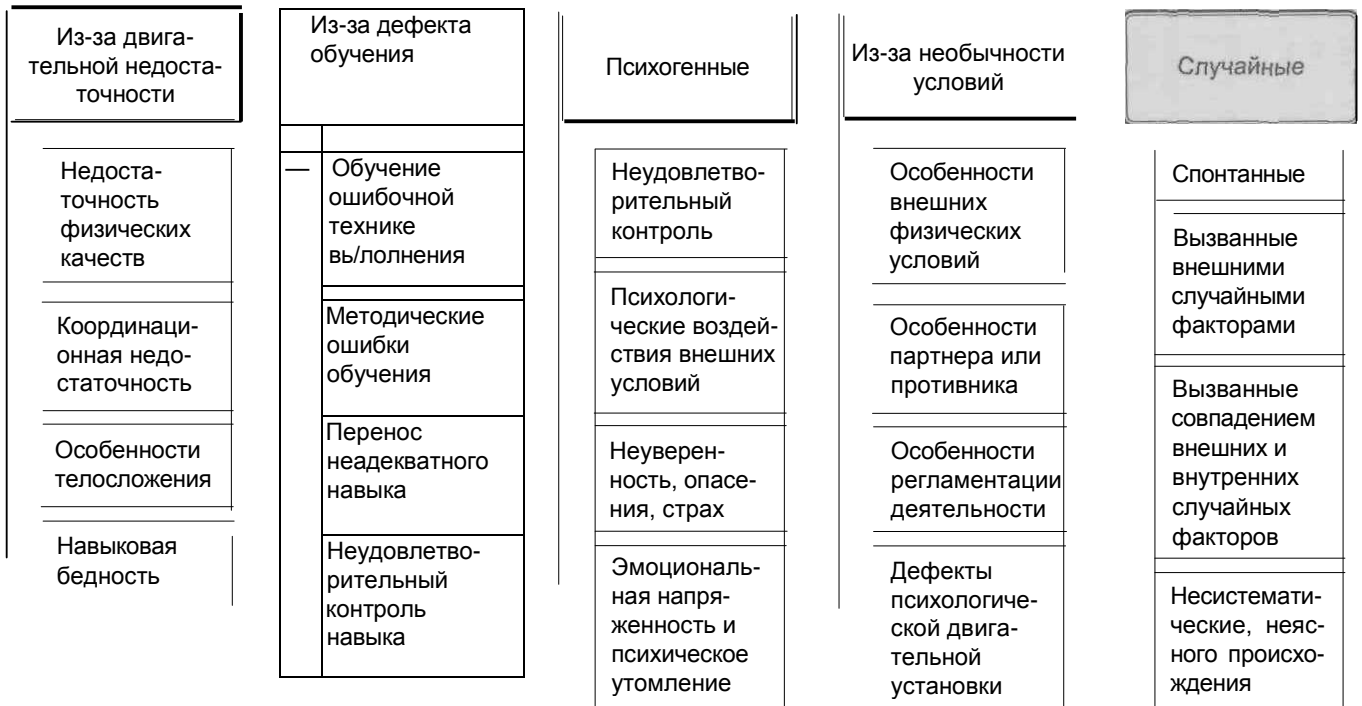 Из-за двига-
тельной недоста-
точности
Недоста-
точность
физических
качеств
Координаци-
онная недо-
статочность
Особенности
телосложения
Навыковая
бедность
Из-за дефекта
обучения
— Обучение
ошибочной
технике
вь/лолнения
Методические
ошибки
обучения
Перенос
неадекватного
навыка
Неудовлетво-
рительный
контроль
навыка
Психогенные
Неудовлетво-
рительный
контроль
Психологи-
ческие воздей-
ствия внешних
условий
Неуверен-
ность, опасе-
ния, страх
Эмоциональ-
ная напря-
женность и
психическое
утомление
Из-за необычности
условий
Особенности
внешних
физических
условий
Особенности
партнера или
противника
Особенности
регламентации
деятельности
Дефекты
психологиче-
ской двига-
тельной
установки
Случайные
Спонтанные
Вызванные
внешними
случайными
факторами
Вызванные
совпадением
внешних и
внутренних
случайных
факторов
Несистемати-
ческие, неяс-
ного происхо-
ждения